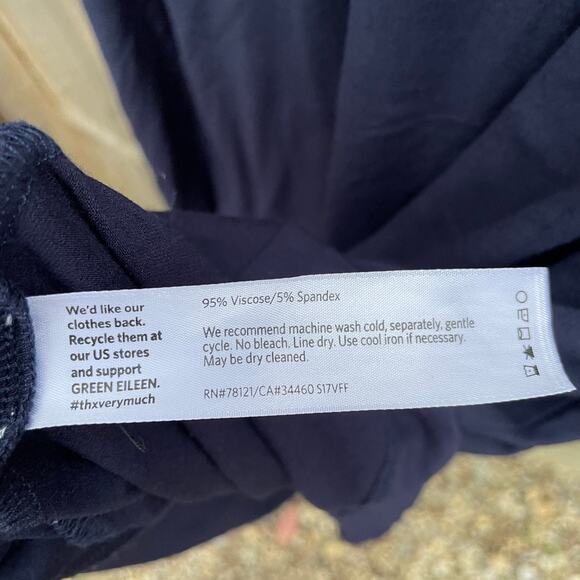 We'd like our
clothes back.
Recycle them at
our US stores
and support
GREEN EILEEN.
#thxverymuch
95% Viscose/5% Spandex
We recommend machine wash cold, separately, gentle
cycle. No bleach. Line dry. Use cool iron if necessary.
May be dry cleaned.
RN#78121/CA#34460 S17VFF